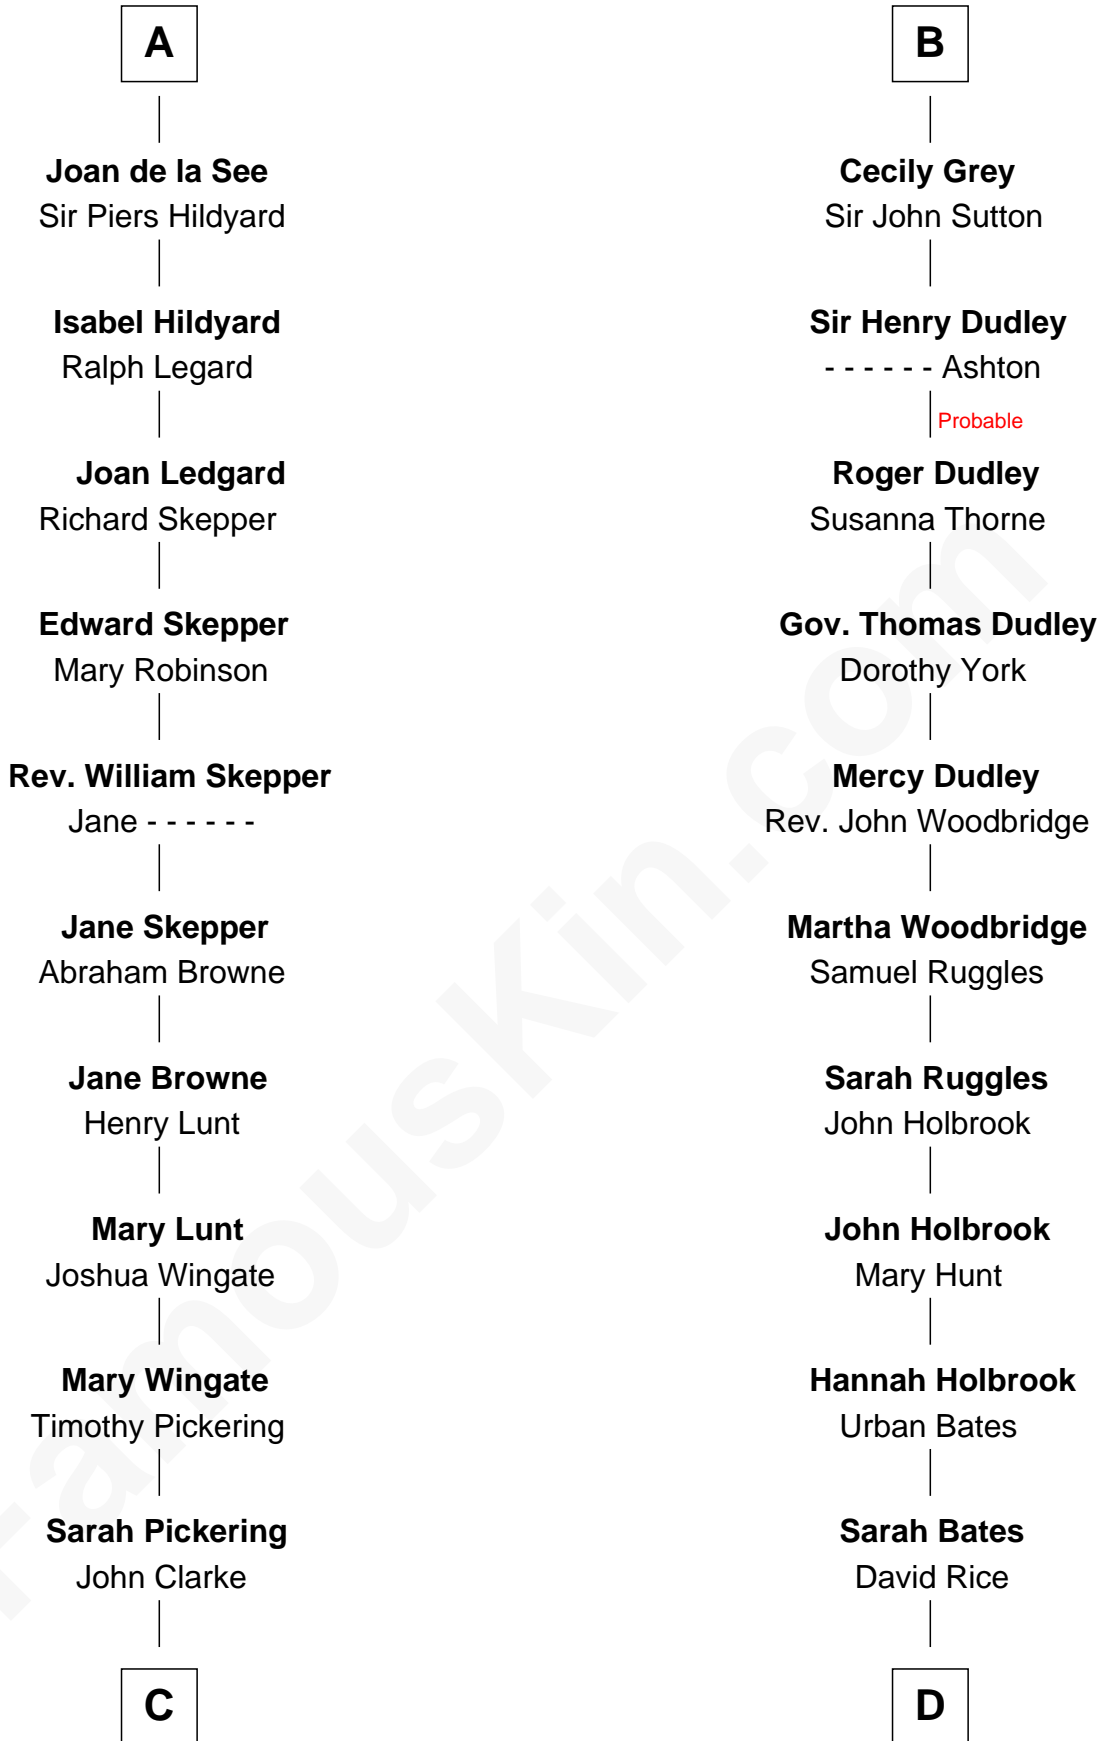 A
Joan de la See
Sir Piers Hildyard
Isabel Hildyard
Ralph Legard
Joan Ledgard
Richard Skepper
Edward Skepper
Mary Robinson
Rev. William Skepper
Jane - - - - - -
Jane Skepper
Abraham Browne
Jane Browne
Henry Lunt
Mary Lunt
Joshua Wingate
Mary Wingate
Timothy Pickering
Sarah Pickering
John Clarke
C
B
Cecily Grey
Sir John Sutton
Sir Henry Dudley
- - - - - - Ashton
Probable
Roger Dudley
Susanna Thorne
Gov. Thomas Dudley
Dorothy York
Mercy Dudley
Rev. John Woodbridge
Martha Woodbridge
Samuel Ruggles
Sarah Ruggles
John Holbrook
John Holbrook
Mary Hunt
Hannah Holbrook
Urban Bates
Sarah Bates
David Rice
D
FamousKin.com